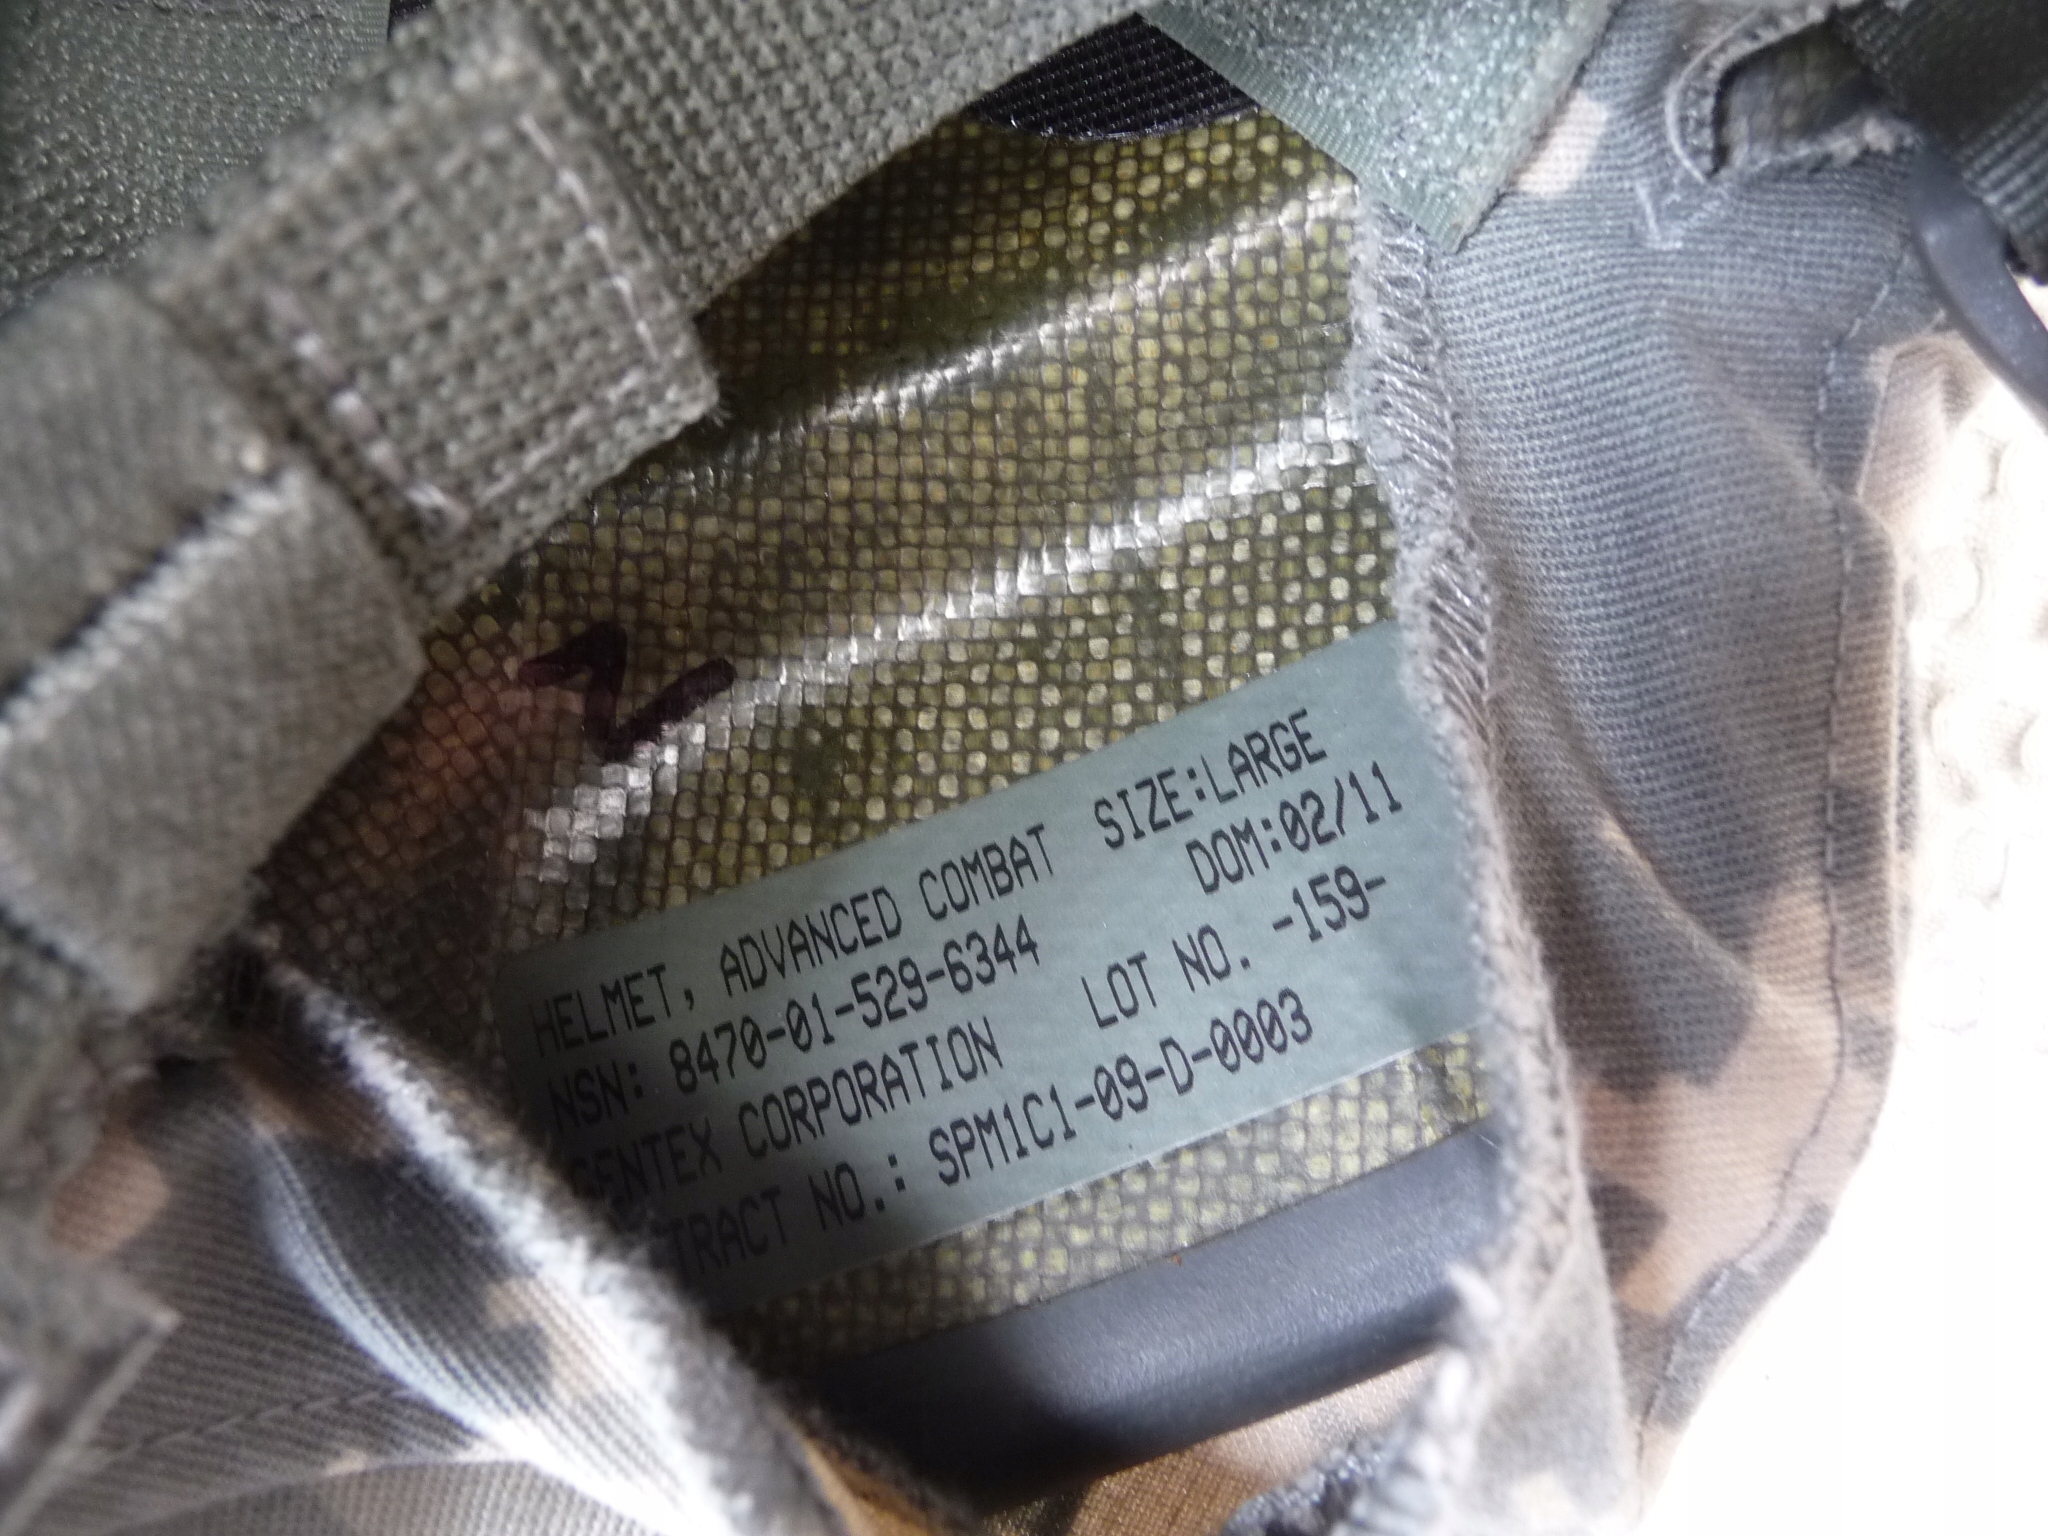 HELMET, ADVANCED COMBAT SIZE:LARGE
NSN: 8470-01-529-6344 DOM:02/11
GENTEX CORPORATION LOT NO. -159-
TRACT NO.: SPM1C1-09-D-0003